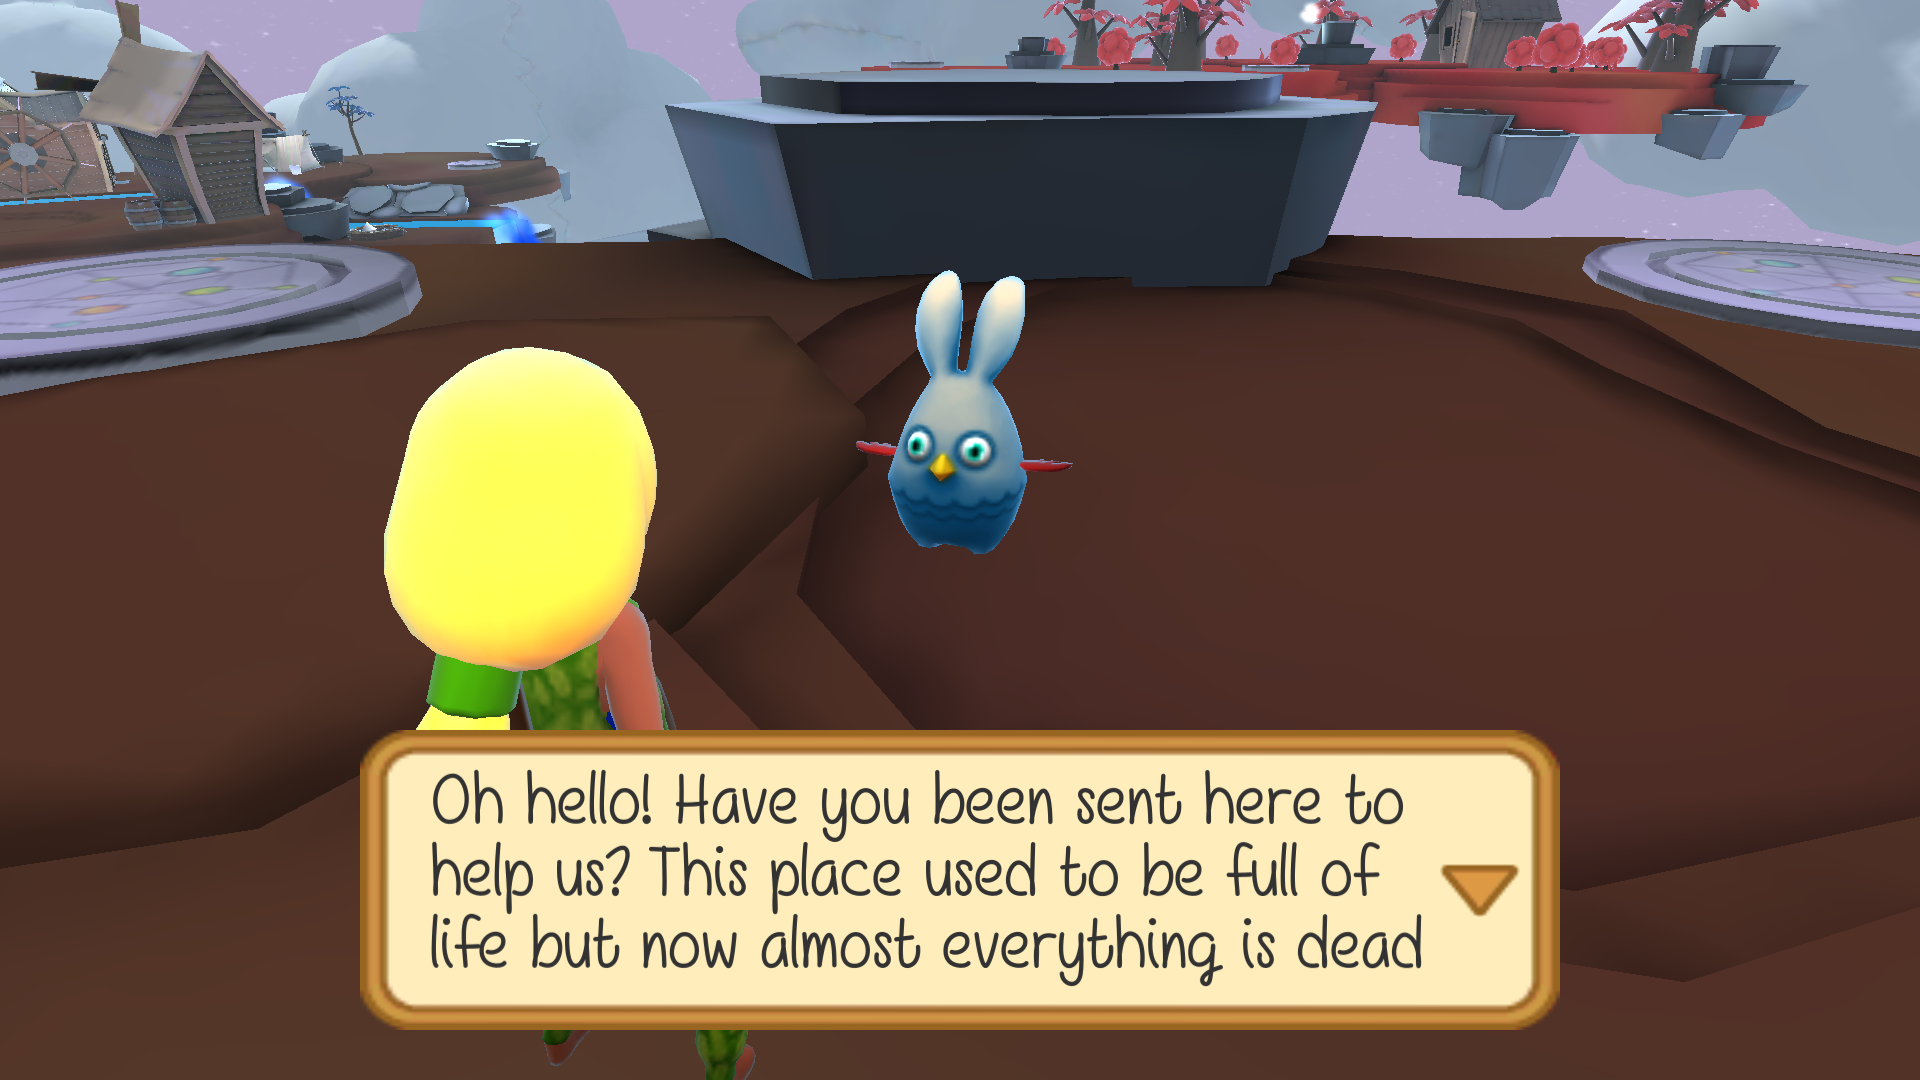 Oh hello! Have you been sent here to
help us? This place used to be full of
life but now almost everything is dead